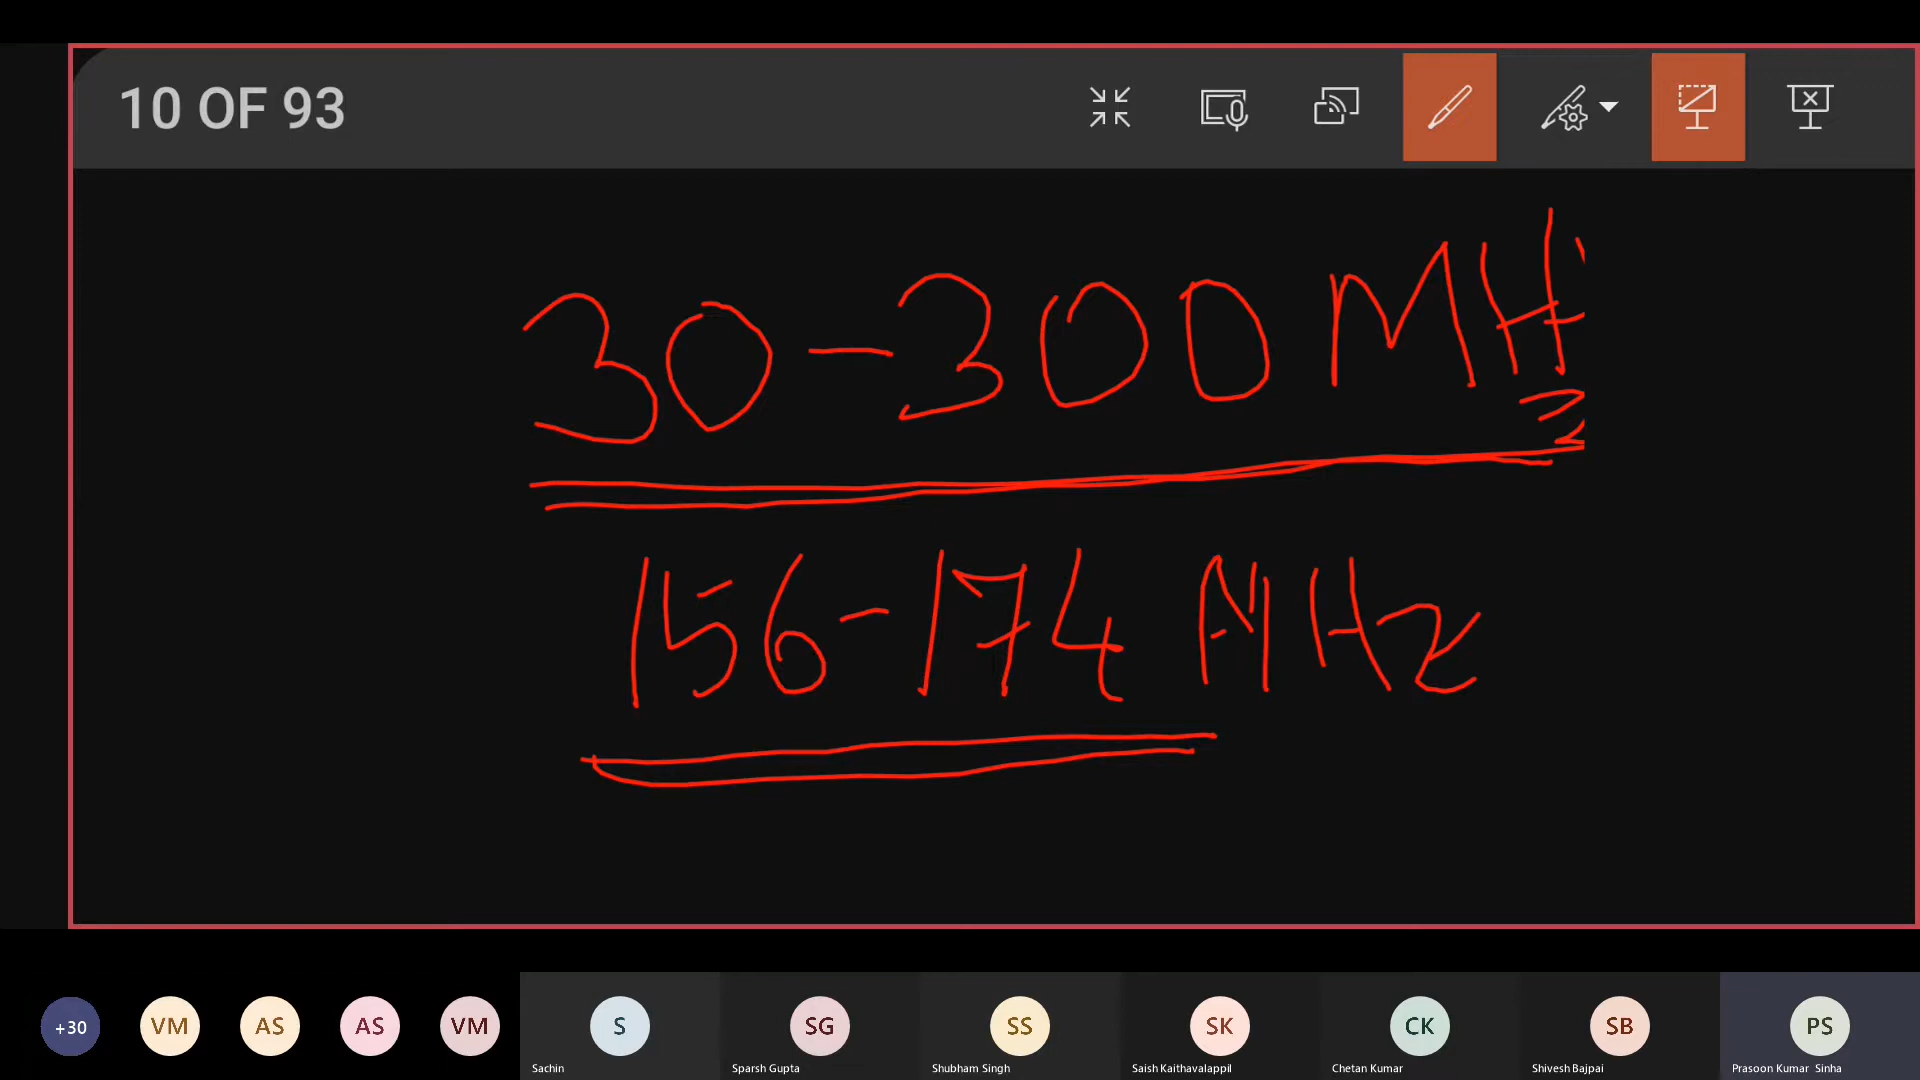 10 OF 93
30-300 MHz
156-174 MHz
+30
VM
AS
AS
VM
S
SG
SS
SK
CK
SB
PS
Sachin
Sparsh Gupta
Shubham Singh
Saish Kaithavalappil
Chetan Kumar
Shivesh Bajpai
Prasoon Kumar Sinha